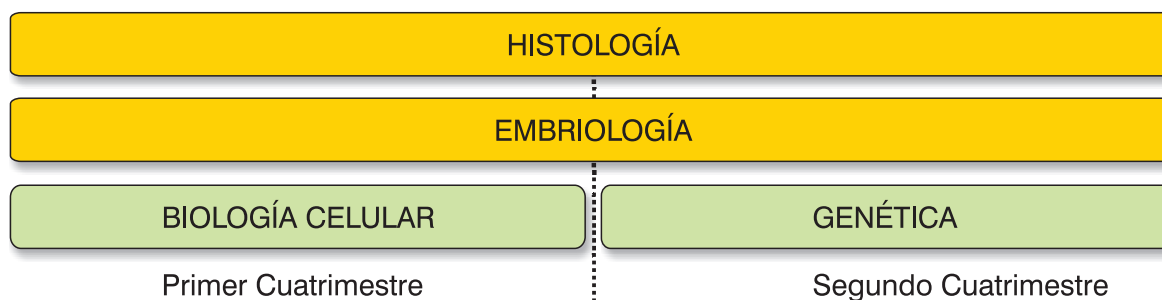 HISTOLOGÍA
EMBRIOLOGÍA
BIOLOGÍA CELULAR
GENÉTICA
Primer Cuatrimestre
Segundo Cuatrimestre